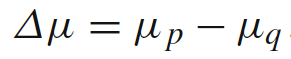 Δμ = μ_p − μ_q